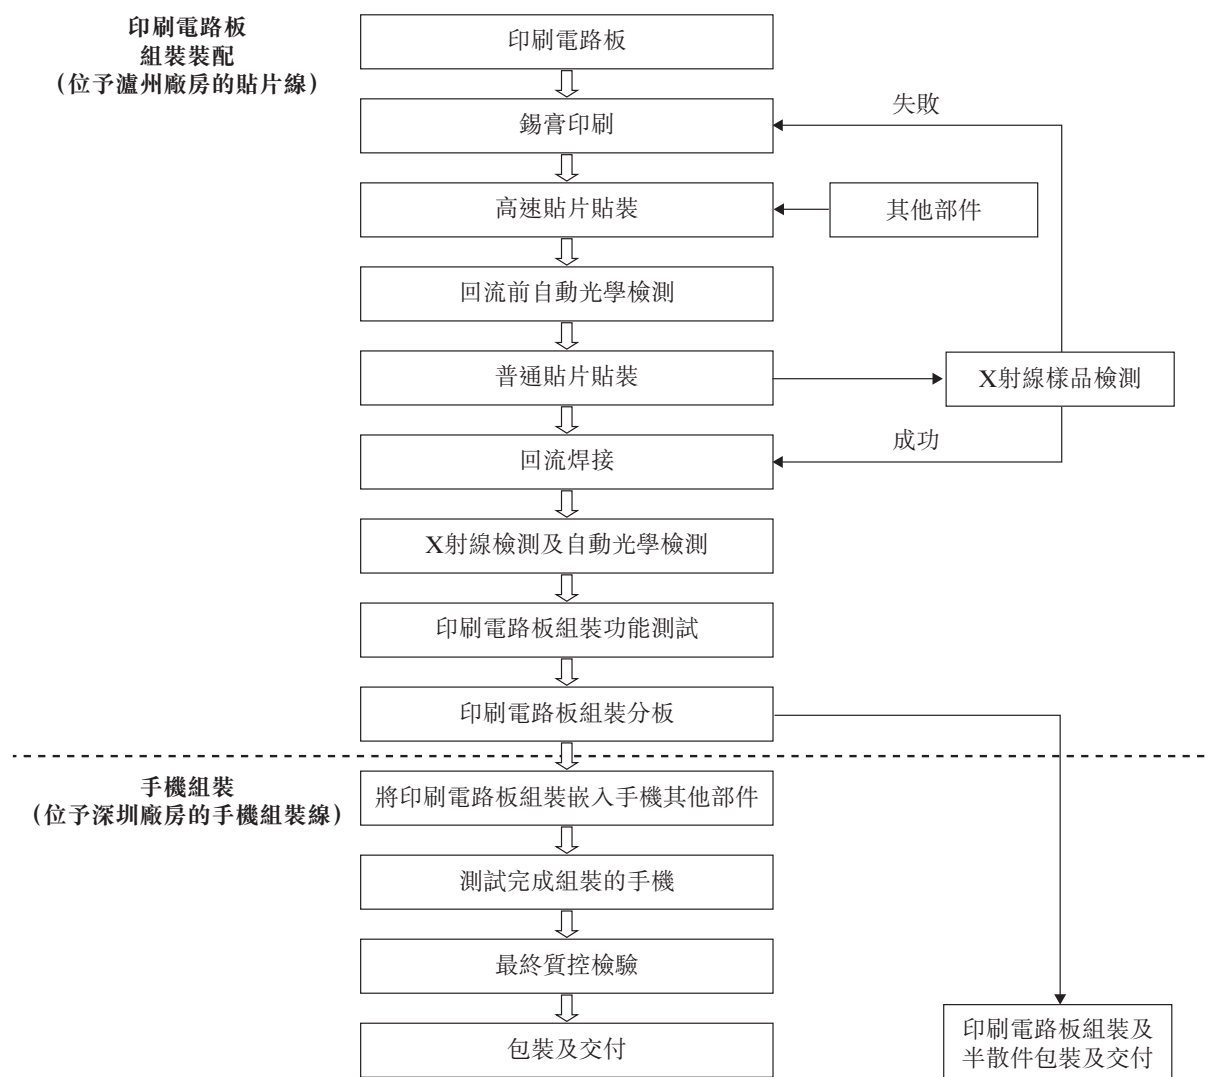 印刷電路板
組裝裝配
（位予瀘州廠房的貼片線）
印刷電路板
失敗
錫膏印刷
高速貼片貼裝
其他部件
回流前自動光學檢測
普通貼片貼裝
X射線樣品檢測
成功
回流焊接
X射線檢測及自動光學檢測
印刷電路板組裝功能測試
印刷電路板組裝分板
手機組裝
（位予深圳廠房的手機組裝線）
將印刷電路板組裝嵌入手機其他部件
測試完成組裝的手機
最終質控檢驗
包裝及交付
印刷電路板組裝及
半散件包裝及交付